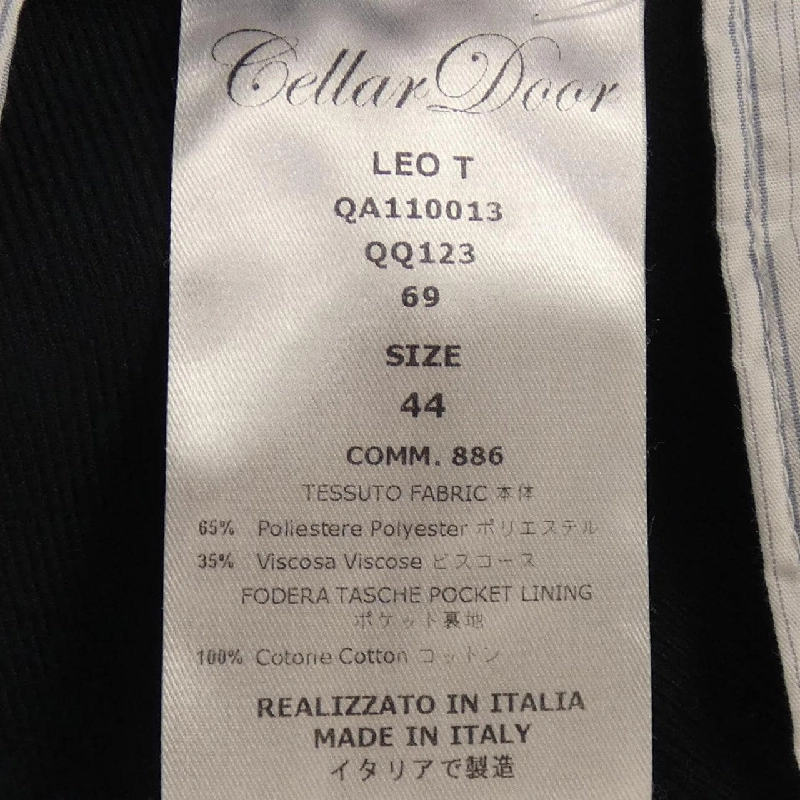 Cellar Door
LEO T
QA110013
QQ123
69
SIZE
44
COMM. 886
TESSUTO FABRIC 本体
65% Poliestere Polyester ポリエステル
35% Viscosa Viscose ビスコース
FODERA TASCHE POCKET LINING
ポケット裏地
100% Cotone Cotton コットン
REALIZZATO IN ITALIA
MADE IN ITALY
イタリアで製造